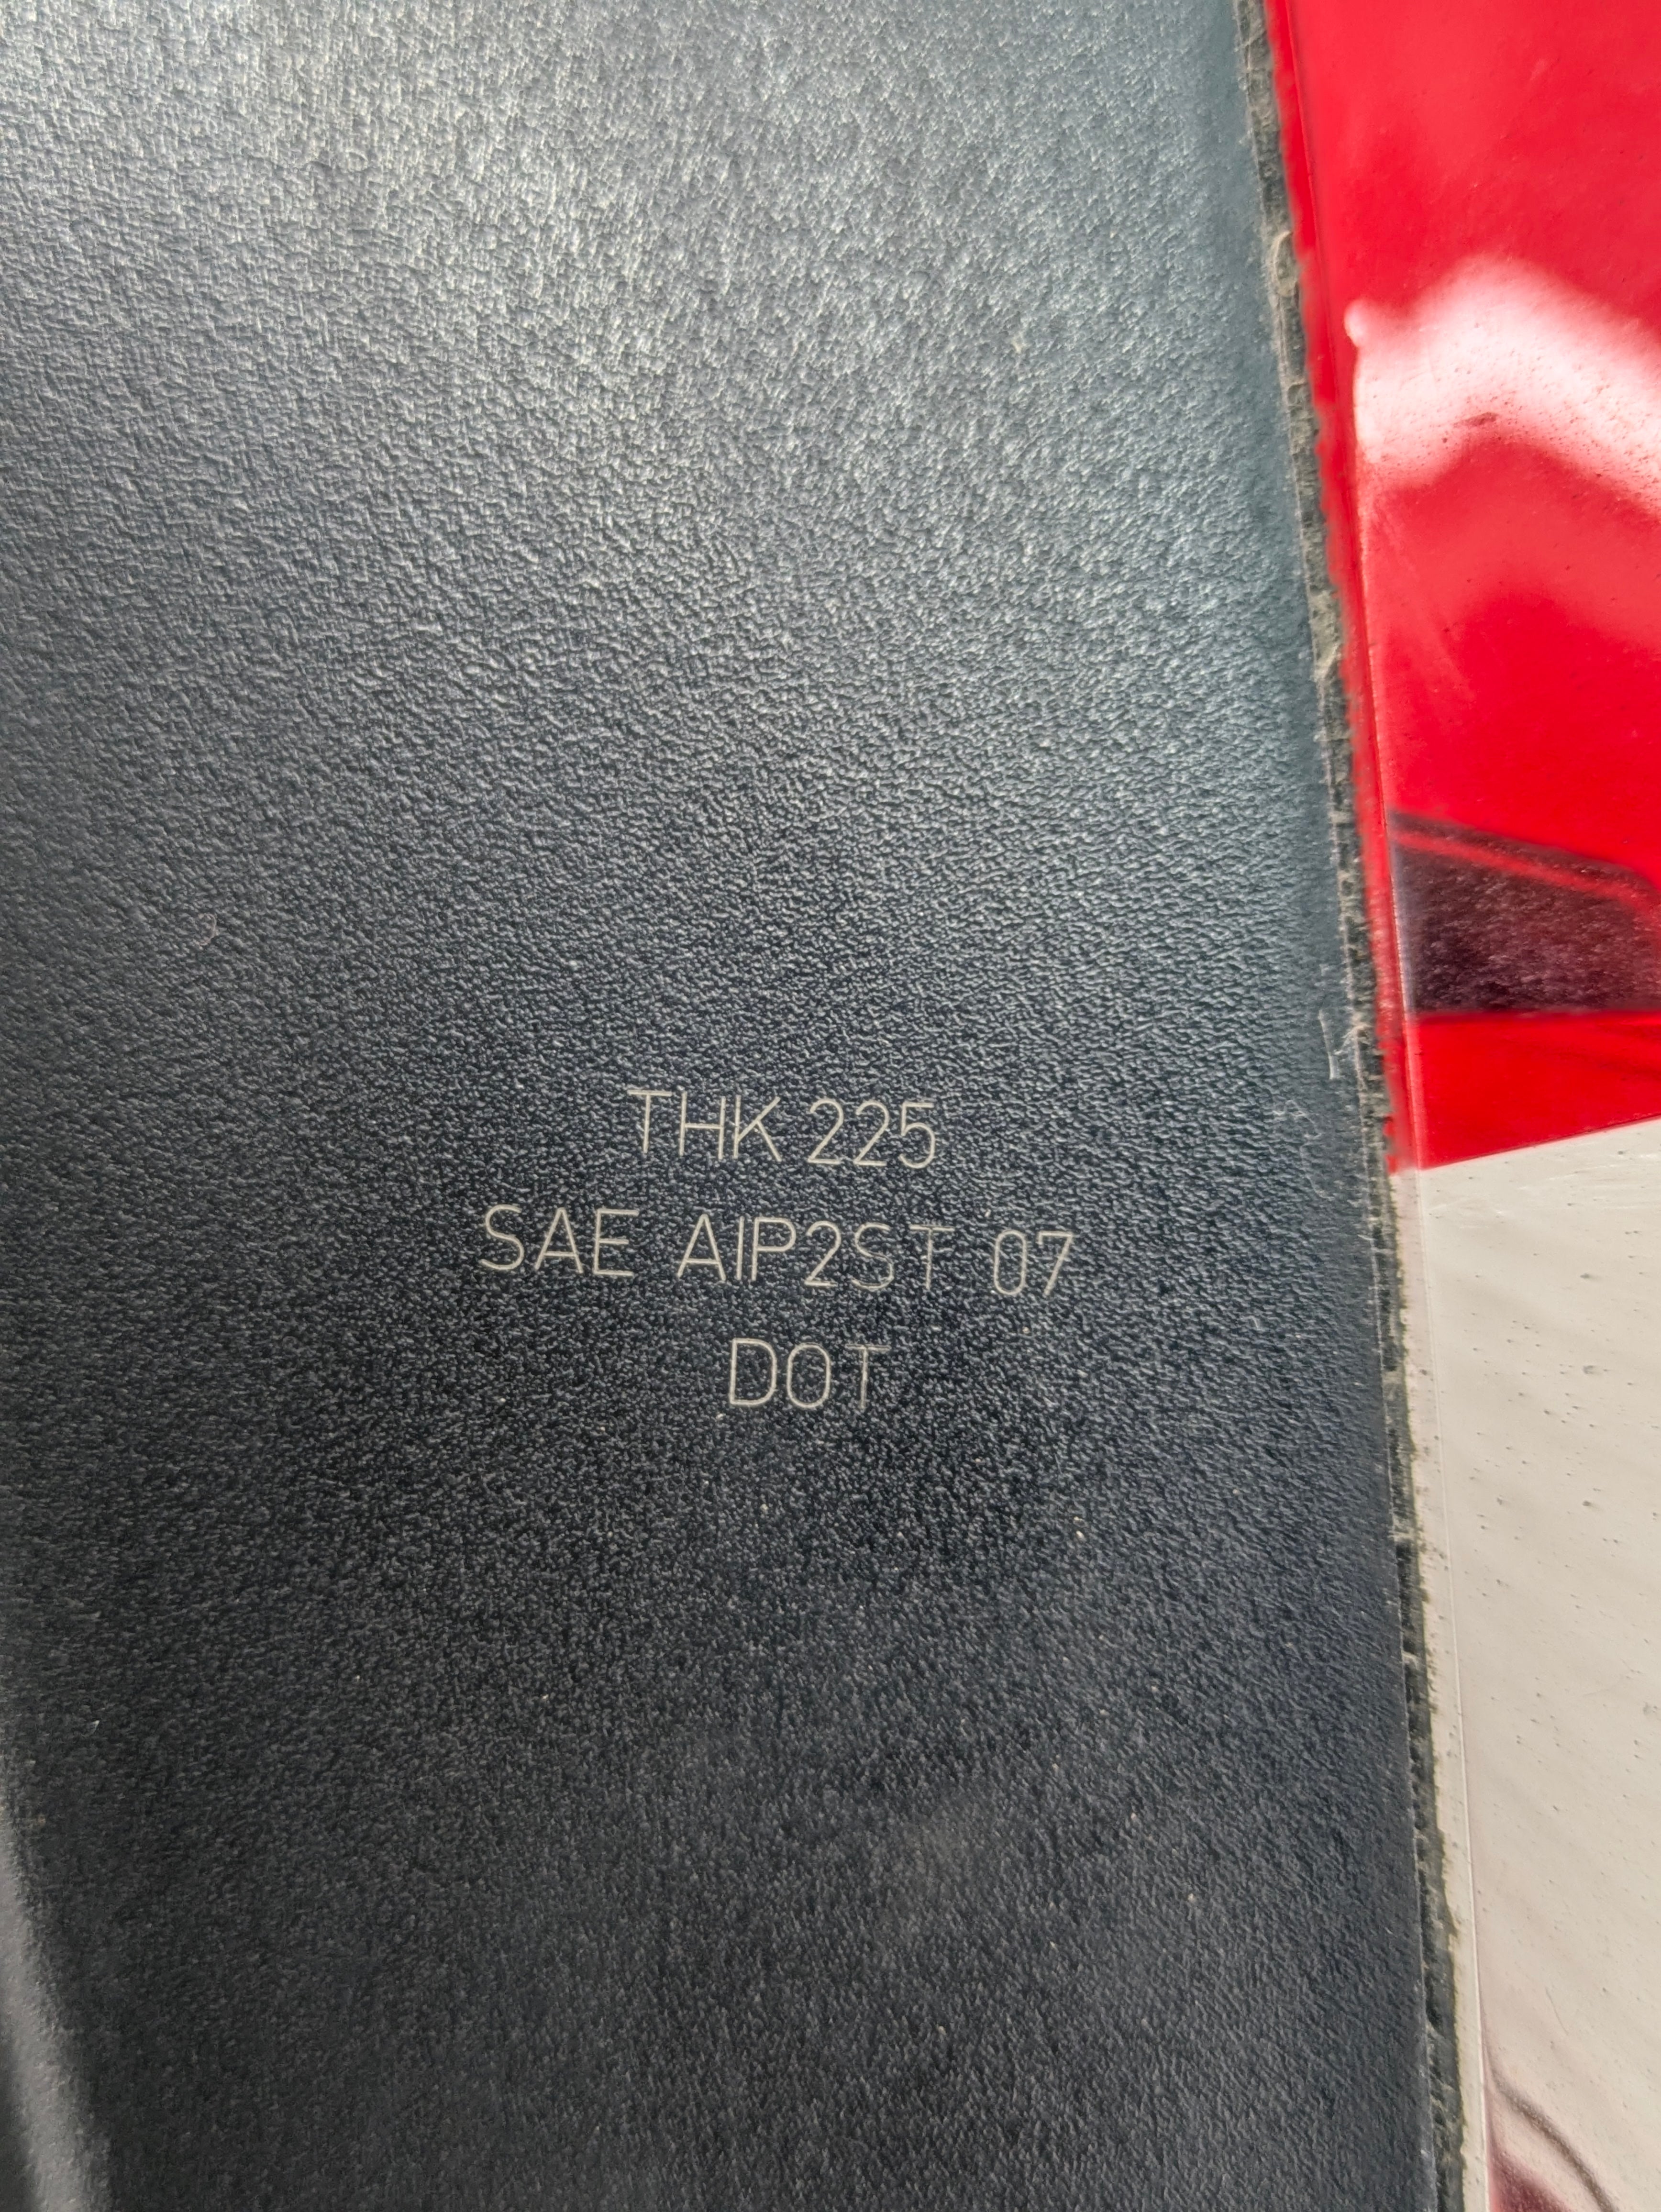 THK 225
SAE AIP2ST 07
DOT